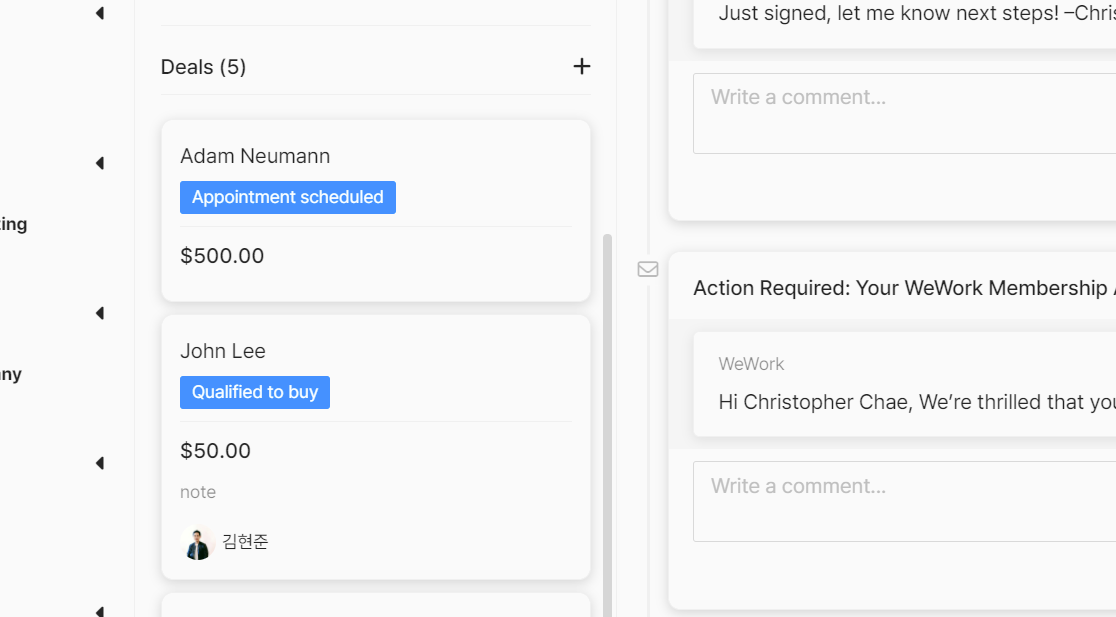 ting
any
Deals (5)
Adam Neumann
Appointment scheduled
$500.00
John Lee
Qualified to buy
$50.00
note
김현준
Just signed, let me know next steps! –Chris
Write a comment...
Action Required: Your WeWork Membership
WeWork
Hi Christopher Chae, We’re thrilled that you
Write a comment...